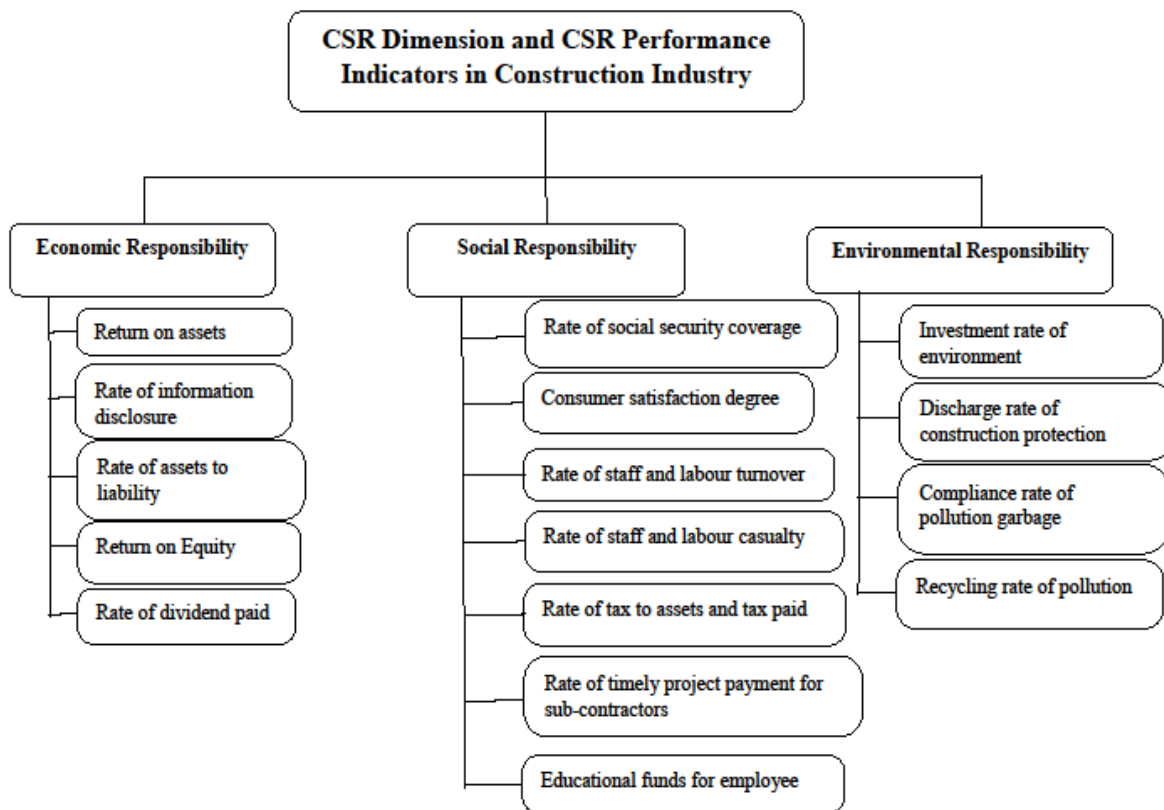 CSR Dimension and CSR Performance
Indicators in Construction Industry
Economic Responsibility
Return on assets
Rate of information
disclosure
Rate of assets to
liability
Return on Equity
Rate of dividend paid
Social Responsibility
Rate of social security coverage
Consumer satisfaction degree
Rate of staff and labour turnover
Rate of staff and labour casualty
Rate of tax to assets and tax paid
Rate of timely project payment for
sub-contractors
Educational funds for employee
Environmental Responsibility
Investment rate of
environment
Discharge rate of
construction protection
Compliance rate of
pollution garbage
Recycling rate of pollution